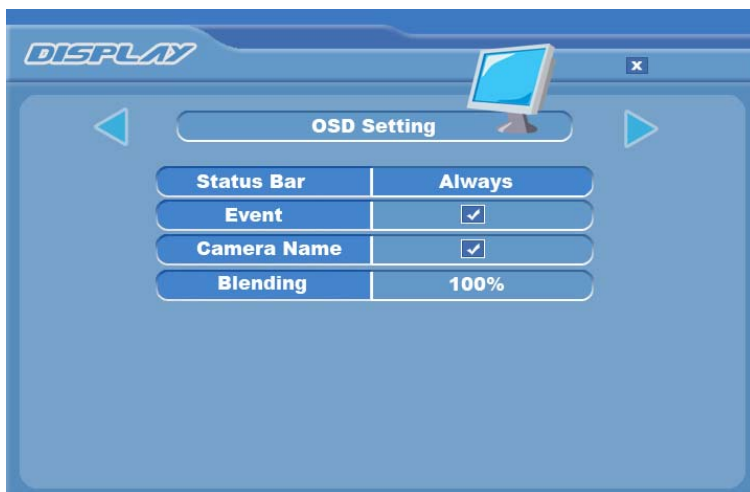 DISPLAY
x
OSD Setting
Status Bar Always
Event
Camera Name
Blending 100%